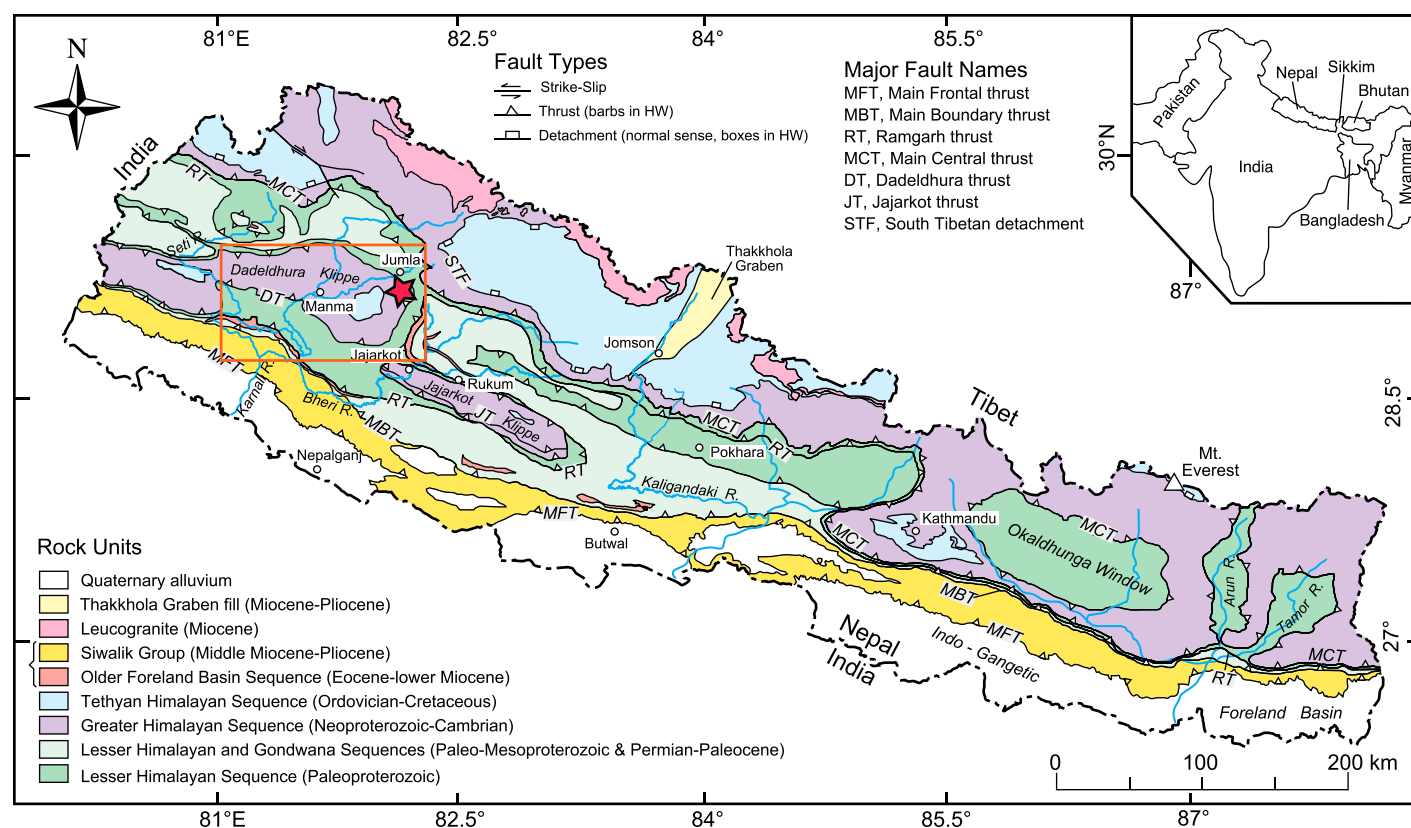 81°E
82.5°
84°
85.5°
N
Fault Types
Strike-Slip
Thrust (barbs in HW)
Detachment (normal sense, boxes in HW)
Major Fault Names
MFT, Main Frontal thrust
MBT, Main Boundary thrust
RT, Ramgarh thrust
MCT, Main Central thrust
DT, Dadeldhura thrust
JT, Jajarkot thrust
STF, South Tibetan detachment
Pakistan
Nepal
Sikkim
Bhutan
India
Bangladesh
Myanmar
30°N
87°
India
RT
MCT
Seti R.
Dadeldhura Klippe
Jumla
STF
Thakkhola
Graben
DT
Manma
Jomson
Jajarkot
MFT
Karnali R.
Rukum
Jajarkot
JT
Klippe
Bheri R.
RT
MBT
RT
Nepalganj
MCT
RT
Pokhara
Tibet
28.5°
Kaligandaki R.
MFT
Butwal
Mt.
Everest
MCT
Kathmandu
MCT
Okaldhunga Window
Arun R.
Tamor R.
MBT
MFT
Nepal
India
Indo - Gangetic
27°
MCT
RT
Foreland Basin
Rock Units
Quaternary alluvium
Thakkhola Graben fill (Miocene-Pliocene)
Leucogranite (Miocene)
Siwalik Group (Middle Miocene-Pliocene)
Older Foreland Basin Sequence (Eocene-lower Miocene)
Tethyan Himalayan Sequence (Ordovician-Cretaceous)
Greater Himalayan Sequence (Neoproterozoic-Cambrian)
Lesser Himalayan and Gondwana Sequences (Paleo-Mesoproterozoic & Permian-Paleocene)
Lesser Himalayan Sequence (Paleoproterozoic)
0
100
200 km
81°E
82.5°
84°
85.5°
87°